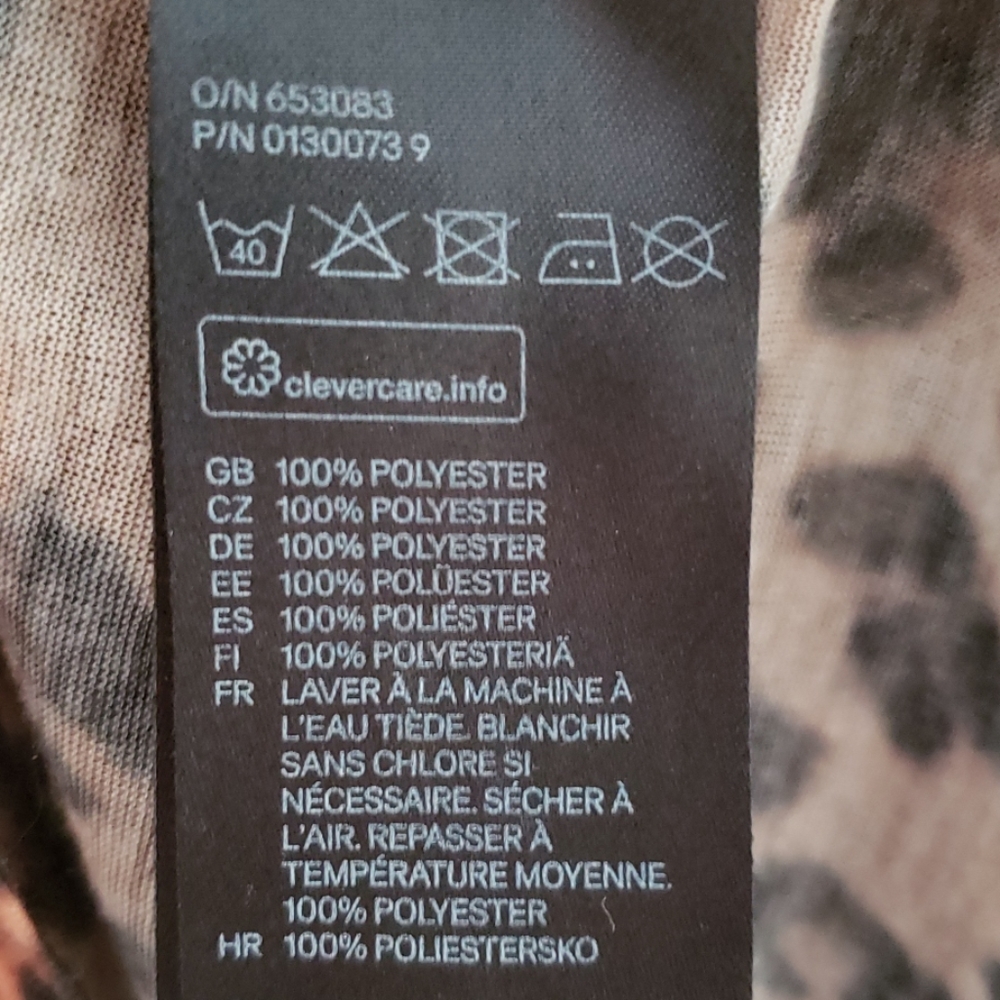 O/N 653083
P/N 0130073 9
40
clevercare.info
GB 100% POLYESTER
CZ 100% POLYESTER
DE 100% POLYESTER
EE 100% POLÜESTER
ES 100% POLIÉSTER
FI 100% POLYESTERIÄ
FR LAVER À LA MACHINE À
L'EAU TIÈDE. BLANCHIR
SANS CHLORE SI
NÉCESSAIRE. SÉCHER À
L'AIR. REPASSER À
TEMPÉRATURE MOYENNE.
100% POLYESTER
HR 100% POLIESTERSKO